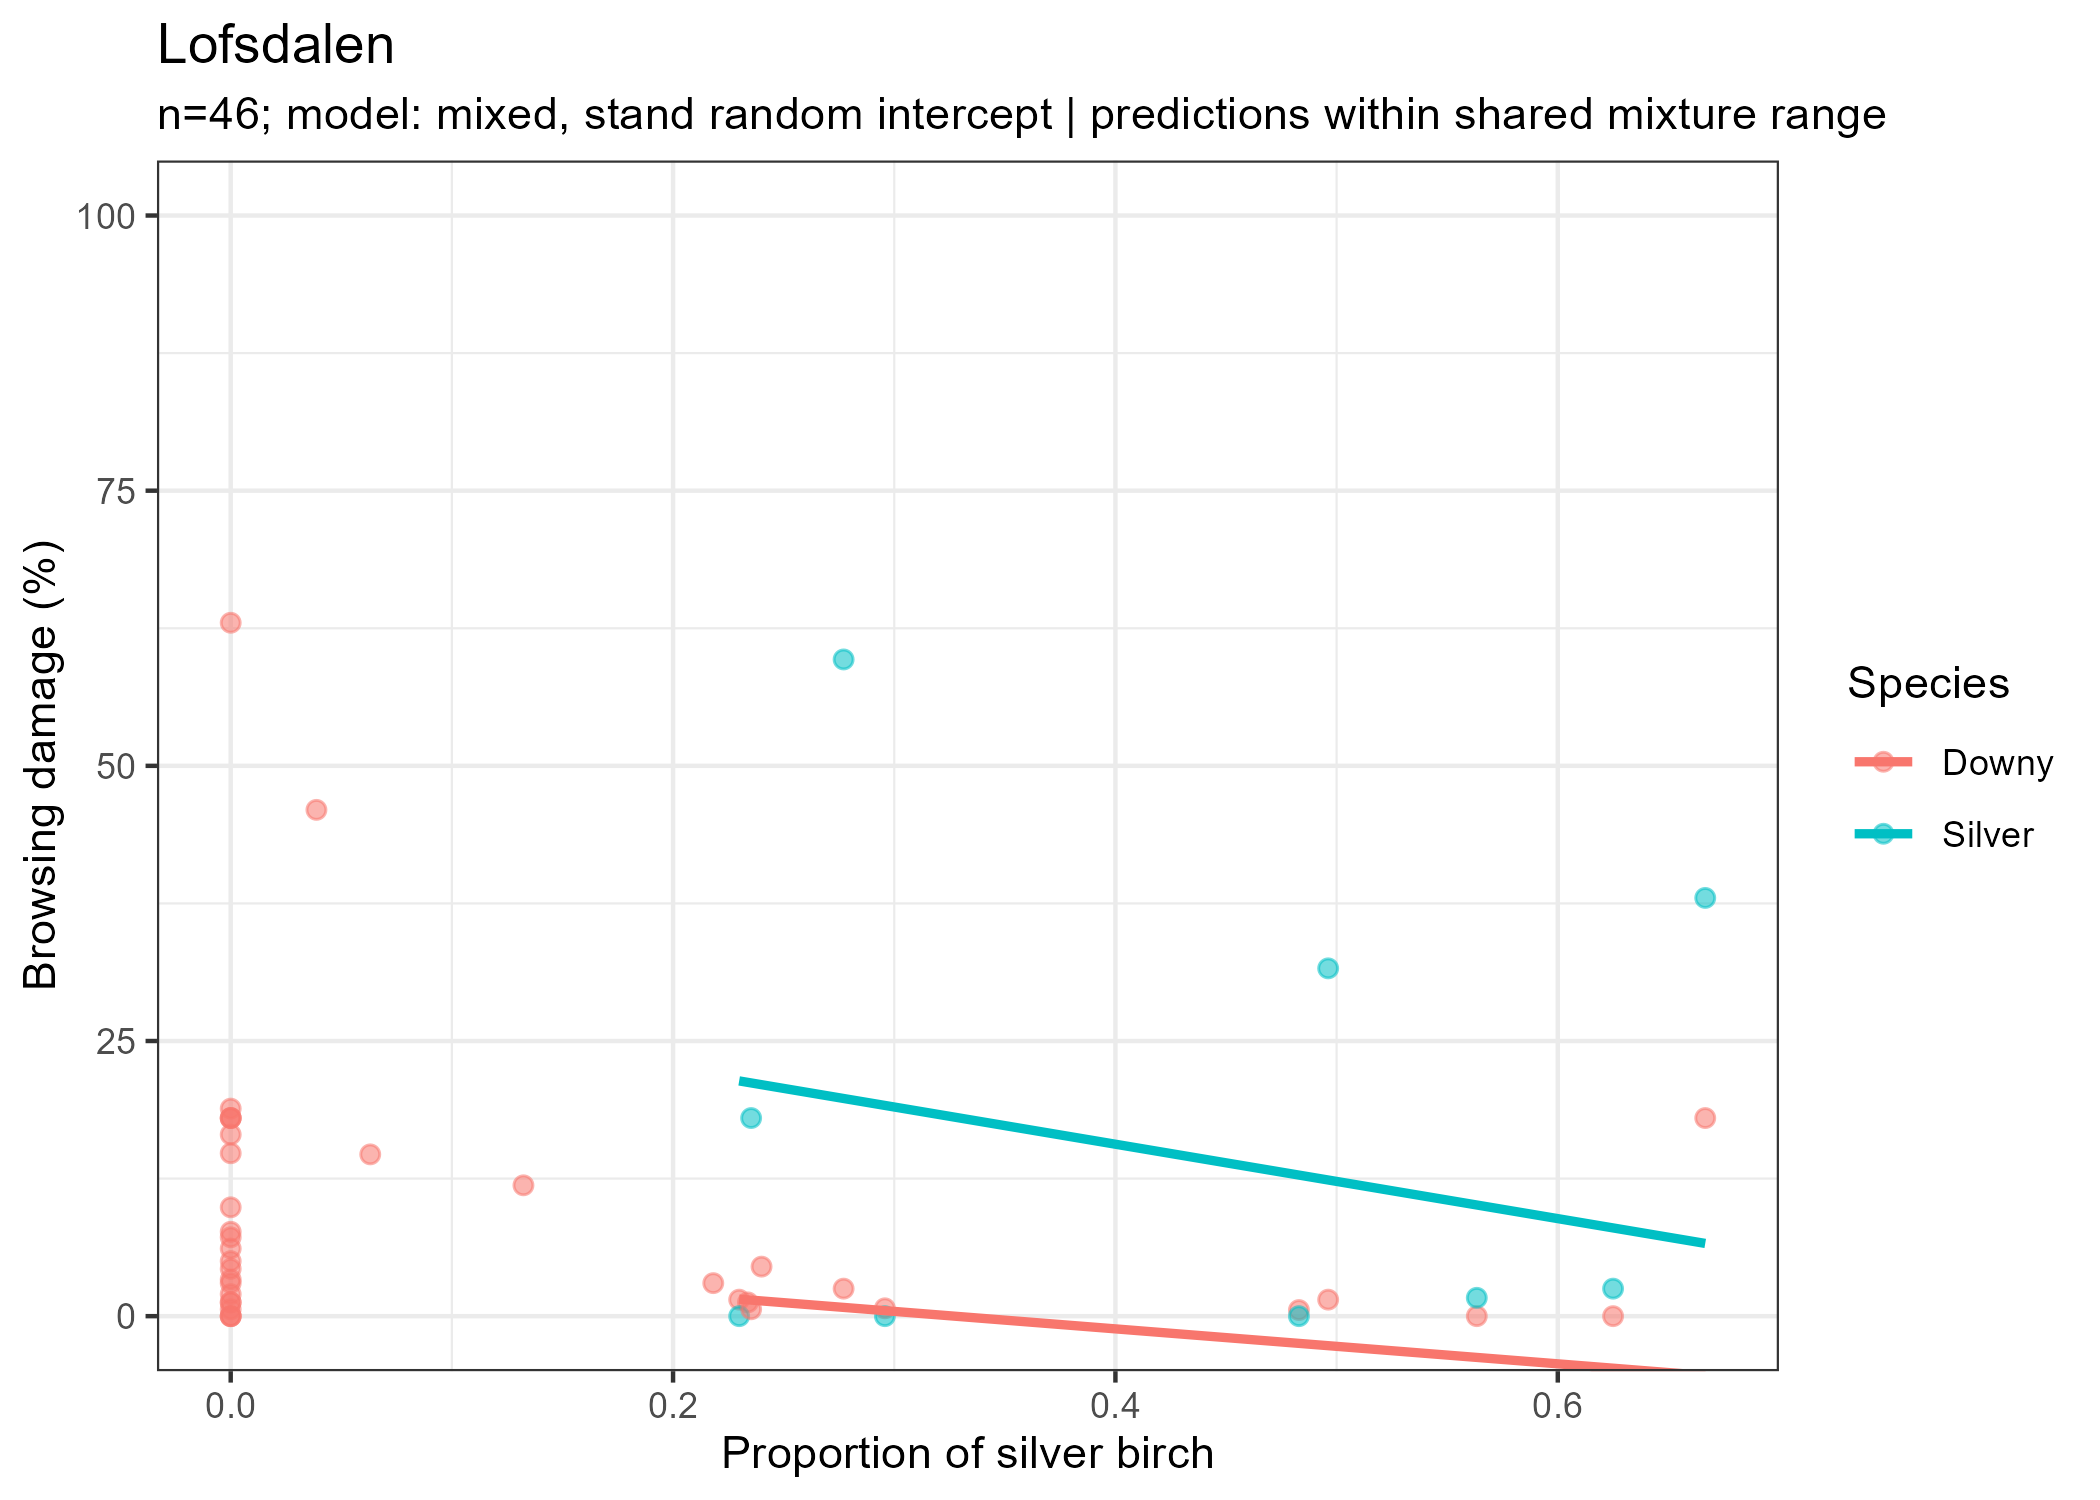 Lofsdalen
n=46; model: mixed, stand random intercept | predictions within shared mixture range
Browsing damage (%)
100
75
50
25
0
0.0
0.2
0.4
0.6
Proportion of silver birch
Species
Downy
Silver